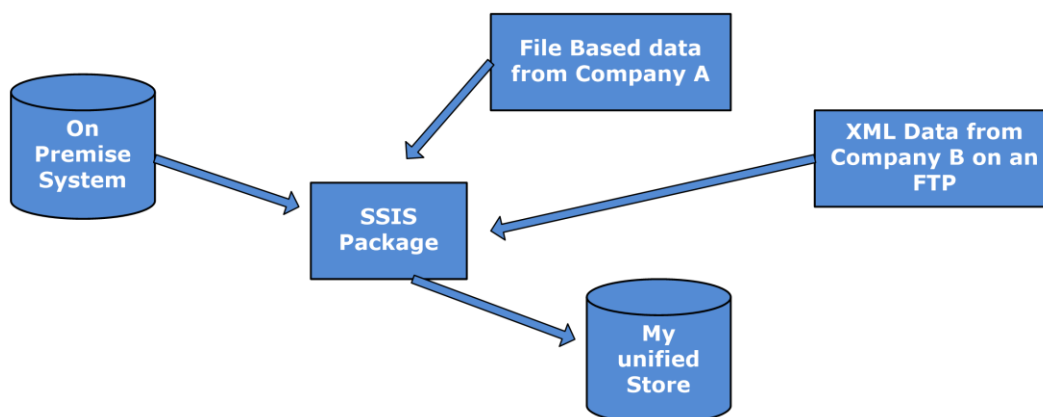 File Based data
from Company A
On
Premise
System
XML Data from
Company B on an
FTP
SSIS
Package
My
unified
Store